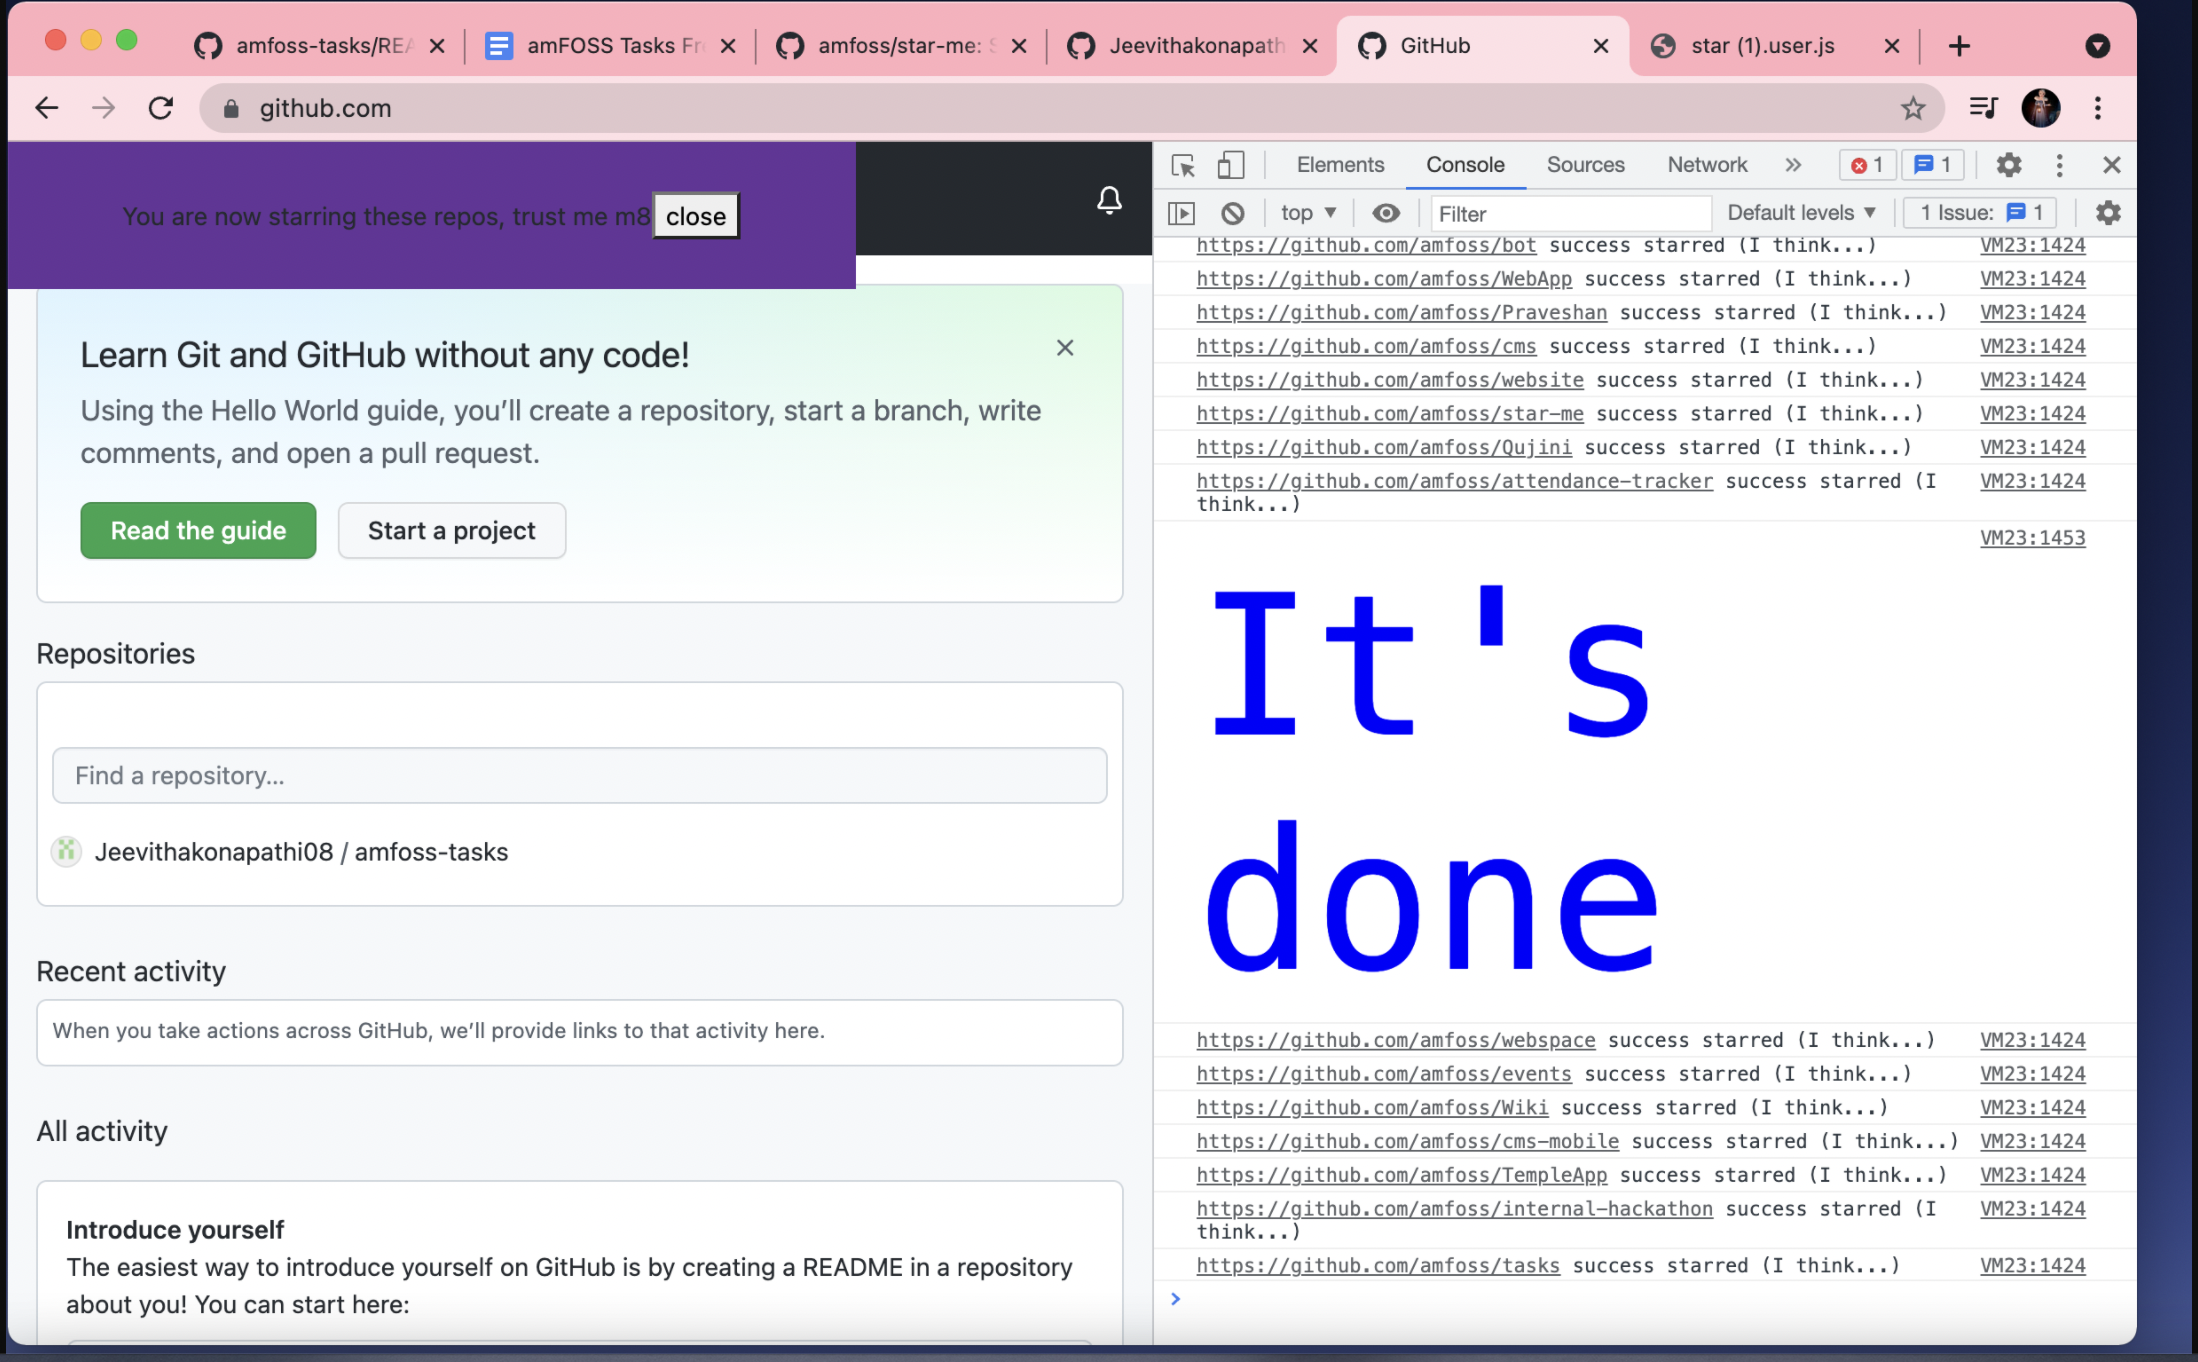 amfoss-tasks/REA
amFOSS Tasks Fr
amfoss/star-me: S
Jeevithakonapath
GitHub
star (1).user.js
github.com
You are now starring these repos, trust me m8
close
Learn Git and GitHub without any code!
Using the Hello World guide, you’ll create a repository, start a branch, write
comments, and open a pull request.
Read the guide
Start a project
Repositories
Find a repository...
Jeevithakonapathi08 / amfoss-tasks
Recent activity
When you take actions across GitHub, we’ll provide links to that activity here.
All activity
Introduce yourself
The easiest way to introduce yourself on GitHub is by creating a README in a repository
about you! You can start here:
Elements Console Sources Network » 1 1
top Filter Default levels 1 Issue: 1
https://github.com/amfoss/bot success starred (I think...) VM23:1424
https://github.com/amfoss/WebApp success starred (I think...) VM23:1424
https://github.com/amfoss/Praveshan success starred (I think...) VM23:1424
https://github.com/amfoss/cms success starred (I think...) VM23:1424
https://github.com/amfoss/website success starred (I think...) VM23:1424
https://github.com/amfoss/star-me success starred (I think...) VM23:1424
https://github.com/amfoss/Qujini success starred (I think...) VM23:1424
https://github.com/amfoss/attendance-tracker success starred (I VM23:1424
think...)
VM23:1453
It's
done
https://github.com/amfoss/webspace success starred (I think...) VM23:1424
https://github.com/amfoss/events success starred (I think...) VM23:1424
https://github.com/amfoss/Wiki success starred (I think...) VM23:1424
https://github.com/amfoss/cms-mobile success starred (I think...) VM23:1424
https://github.com/amfoss/TempleApp success starred (I think...) VM23:1424
https://github.com/amfoss/internal-hackathon success starred (I VM23:1424
think...)
https://github.com/amfoss/tasks success starred (I think...) VM23:1424